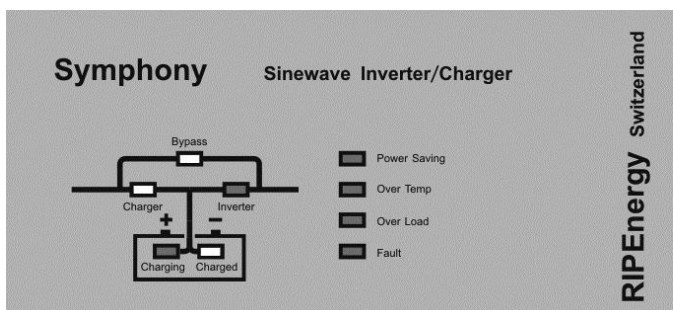 Symphony Sinewave Inverter/Charger
Bypass
Charger
Inverter
+ −
Charging Charged
Power Saving
Over Temp
Over Load
Fault
RIPEnergy Switzerland